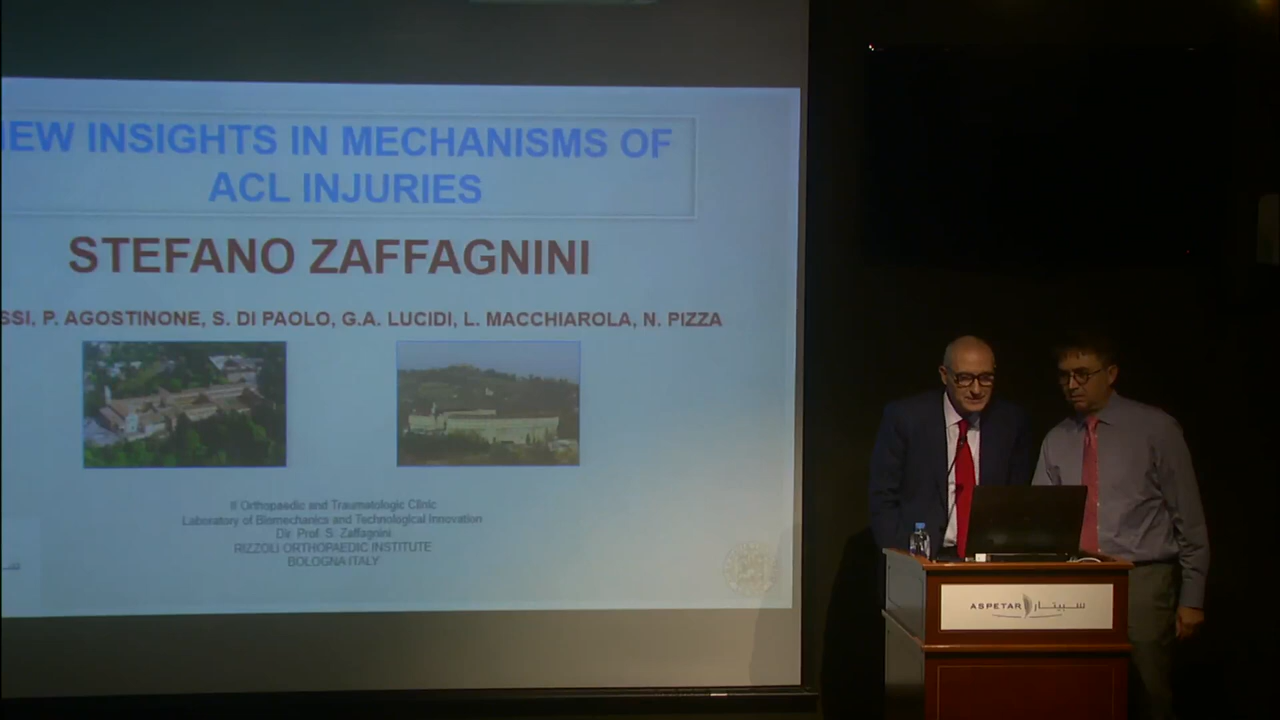 EW INSIGHTS IN MECHANISMS OF
ACL INJURIES
STEFANO ZAFFAGNINI
SSI, P. AGOSTINONE, S. DI PAOLO, G.A. LUCIDI, L. MACCHIAROLA, N. PIZZA
II Orthopaedic and Traumatologic Clinic
Laboratory of Biomechanics and Technological Innovation
Dir. Prof. S. Zaffagnini
RIZZOLI ORTHOPAEDIC INSTITUTE
BOLOGNA ITALY
ASPETAR سبيتار